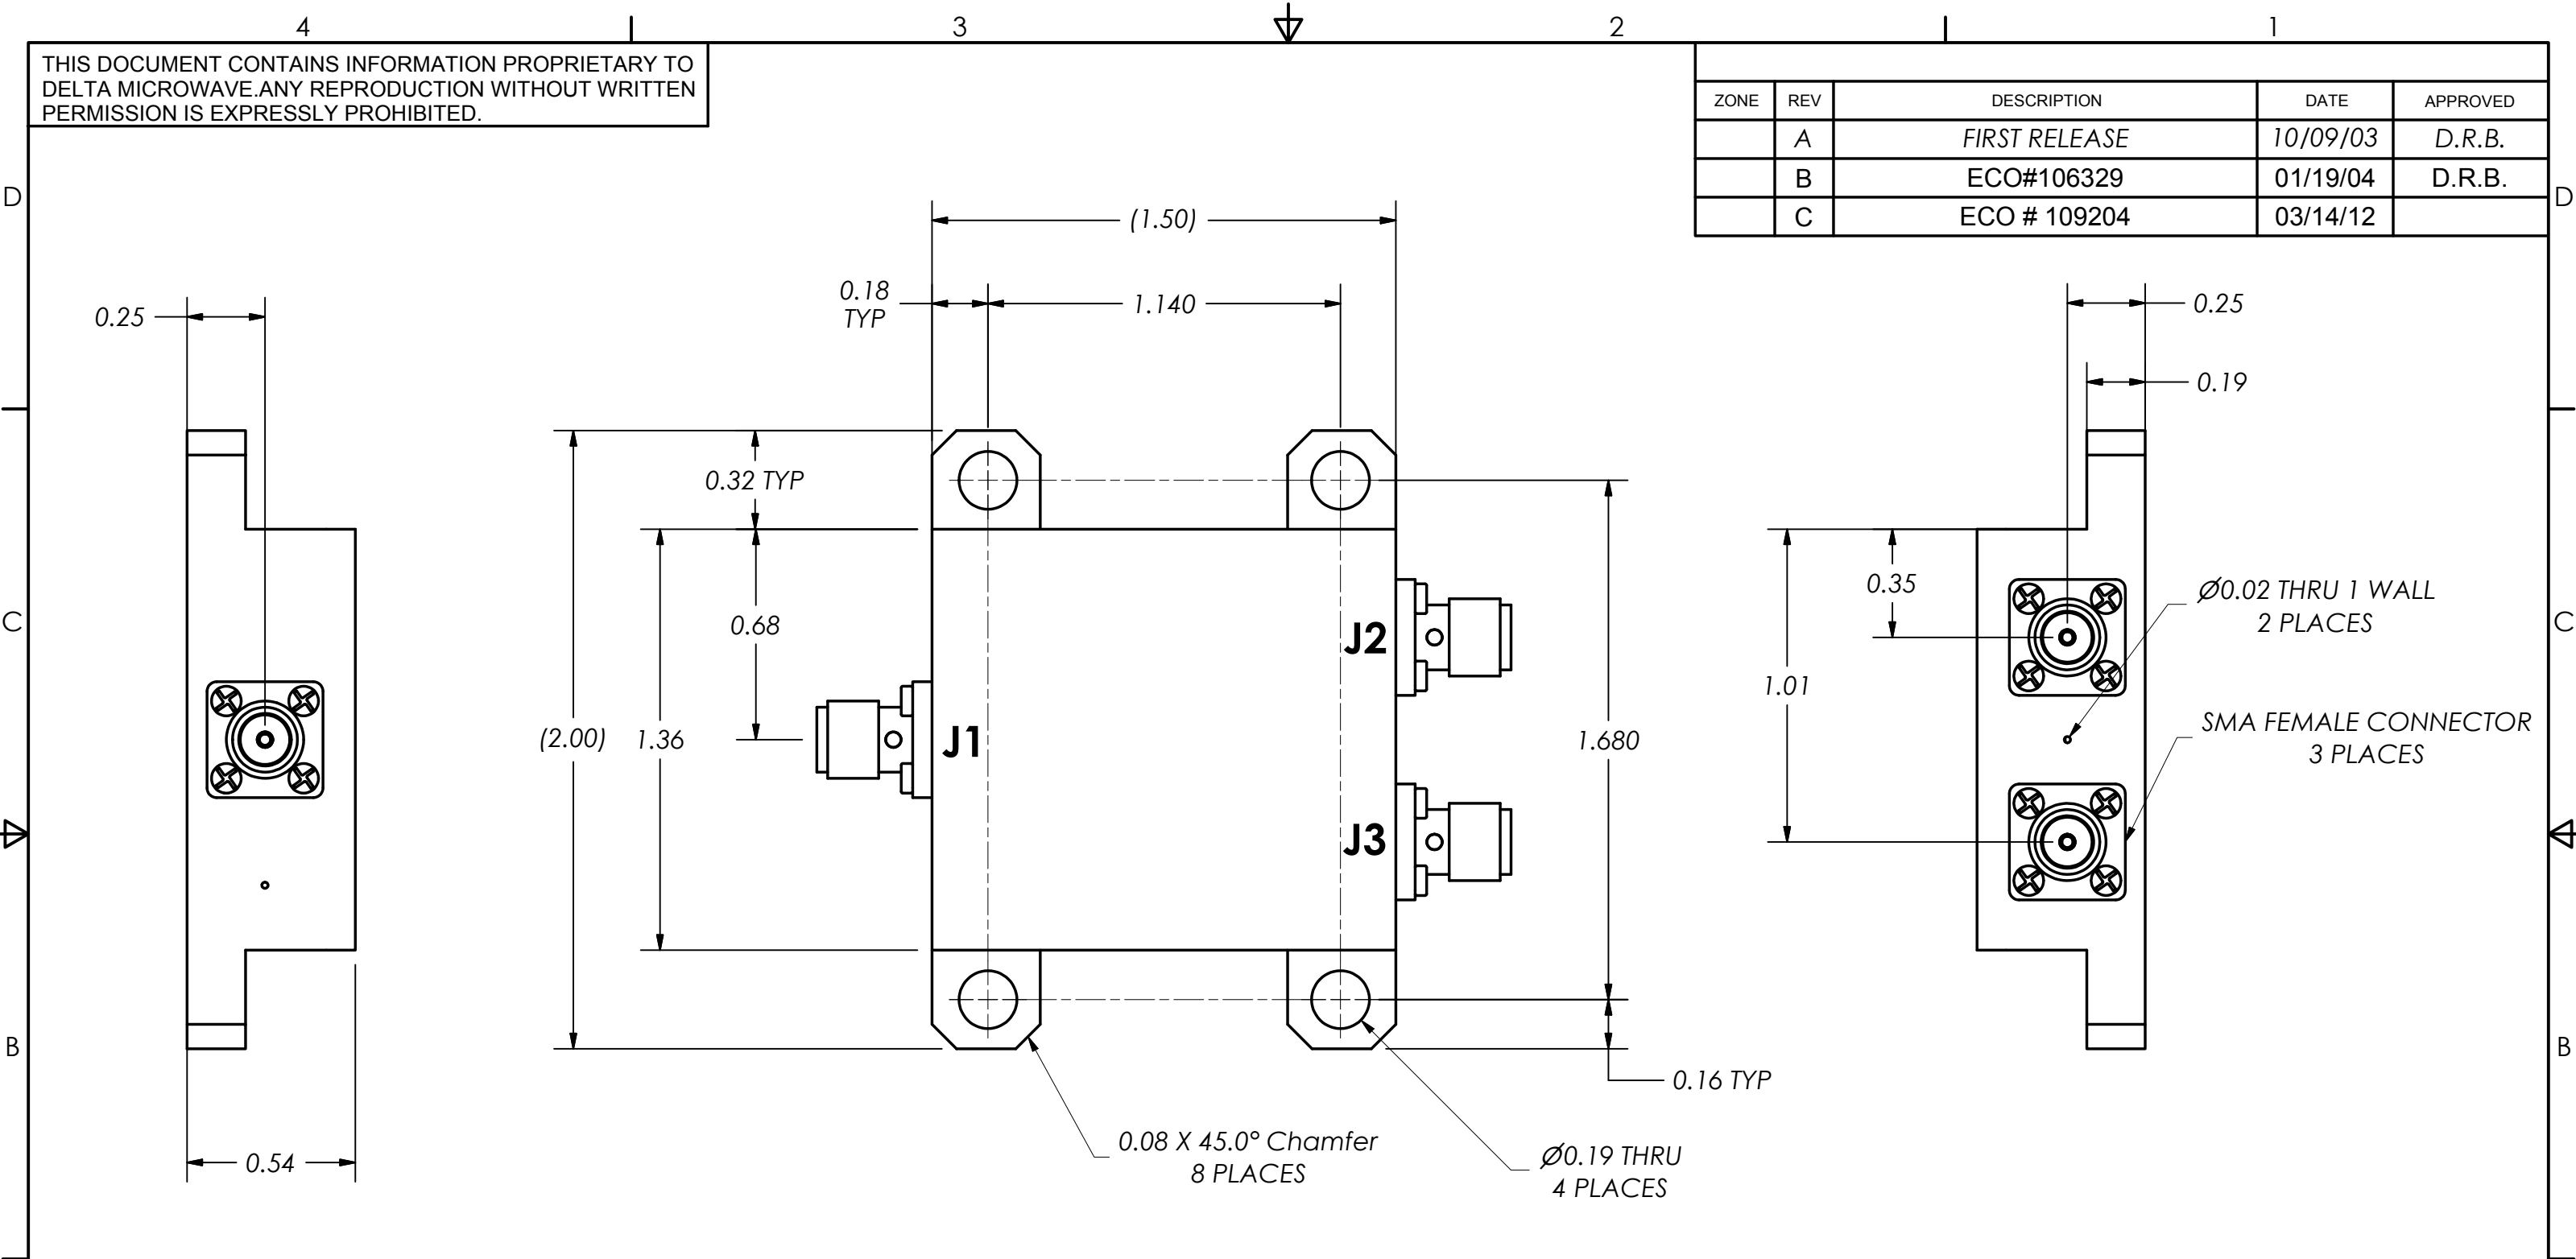 4
3
2
1
THIS DOCUMENT CONTAINS INFORMATION PROPRIETARY TO
DELTA MICROWAVE.ANY REPRODUCTION WITHOUT WRITTEN
PERMISSION IS EXPRESSLY PROHIBITED.
ZONE REV DESCRIPTION DATE APPROVED
A FIRST RELEASE 10/09/03 D.R.B.
B ECO#106329 01/19/04 D.R.B.
C ECO # 109204 03/14/12
D
D
(1.50)
0.18
TYP
1.140
0.25
0.25
0.19
0.32 TYP
0.68
(2.00)
1.36
J1
J2
J3
1.680
0.35
1.01
Ø0.02 THRU 1 WALL
2 PLACES
SMA FEMALE CONNECTOR
3 PLACES
C
C
B
B
0.16 TYP
0.08 X 45.0° Chamfer
8 PLACES
Ø0.19 THRU
4 PLACES
0.54